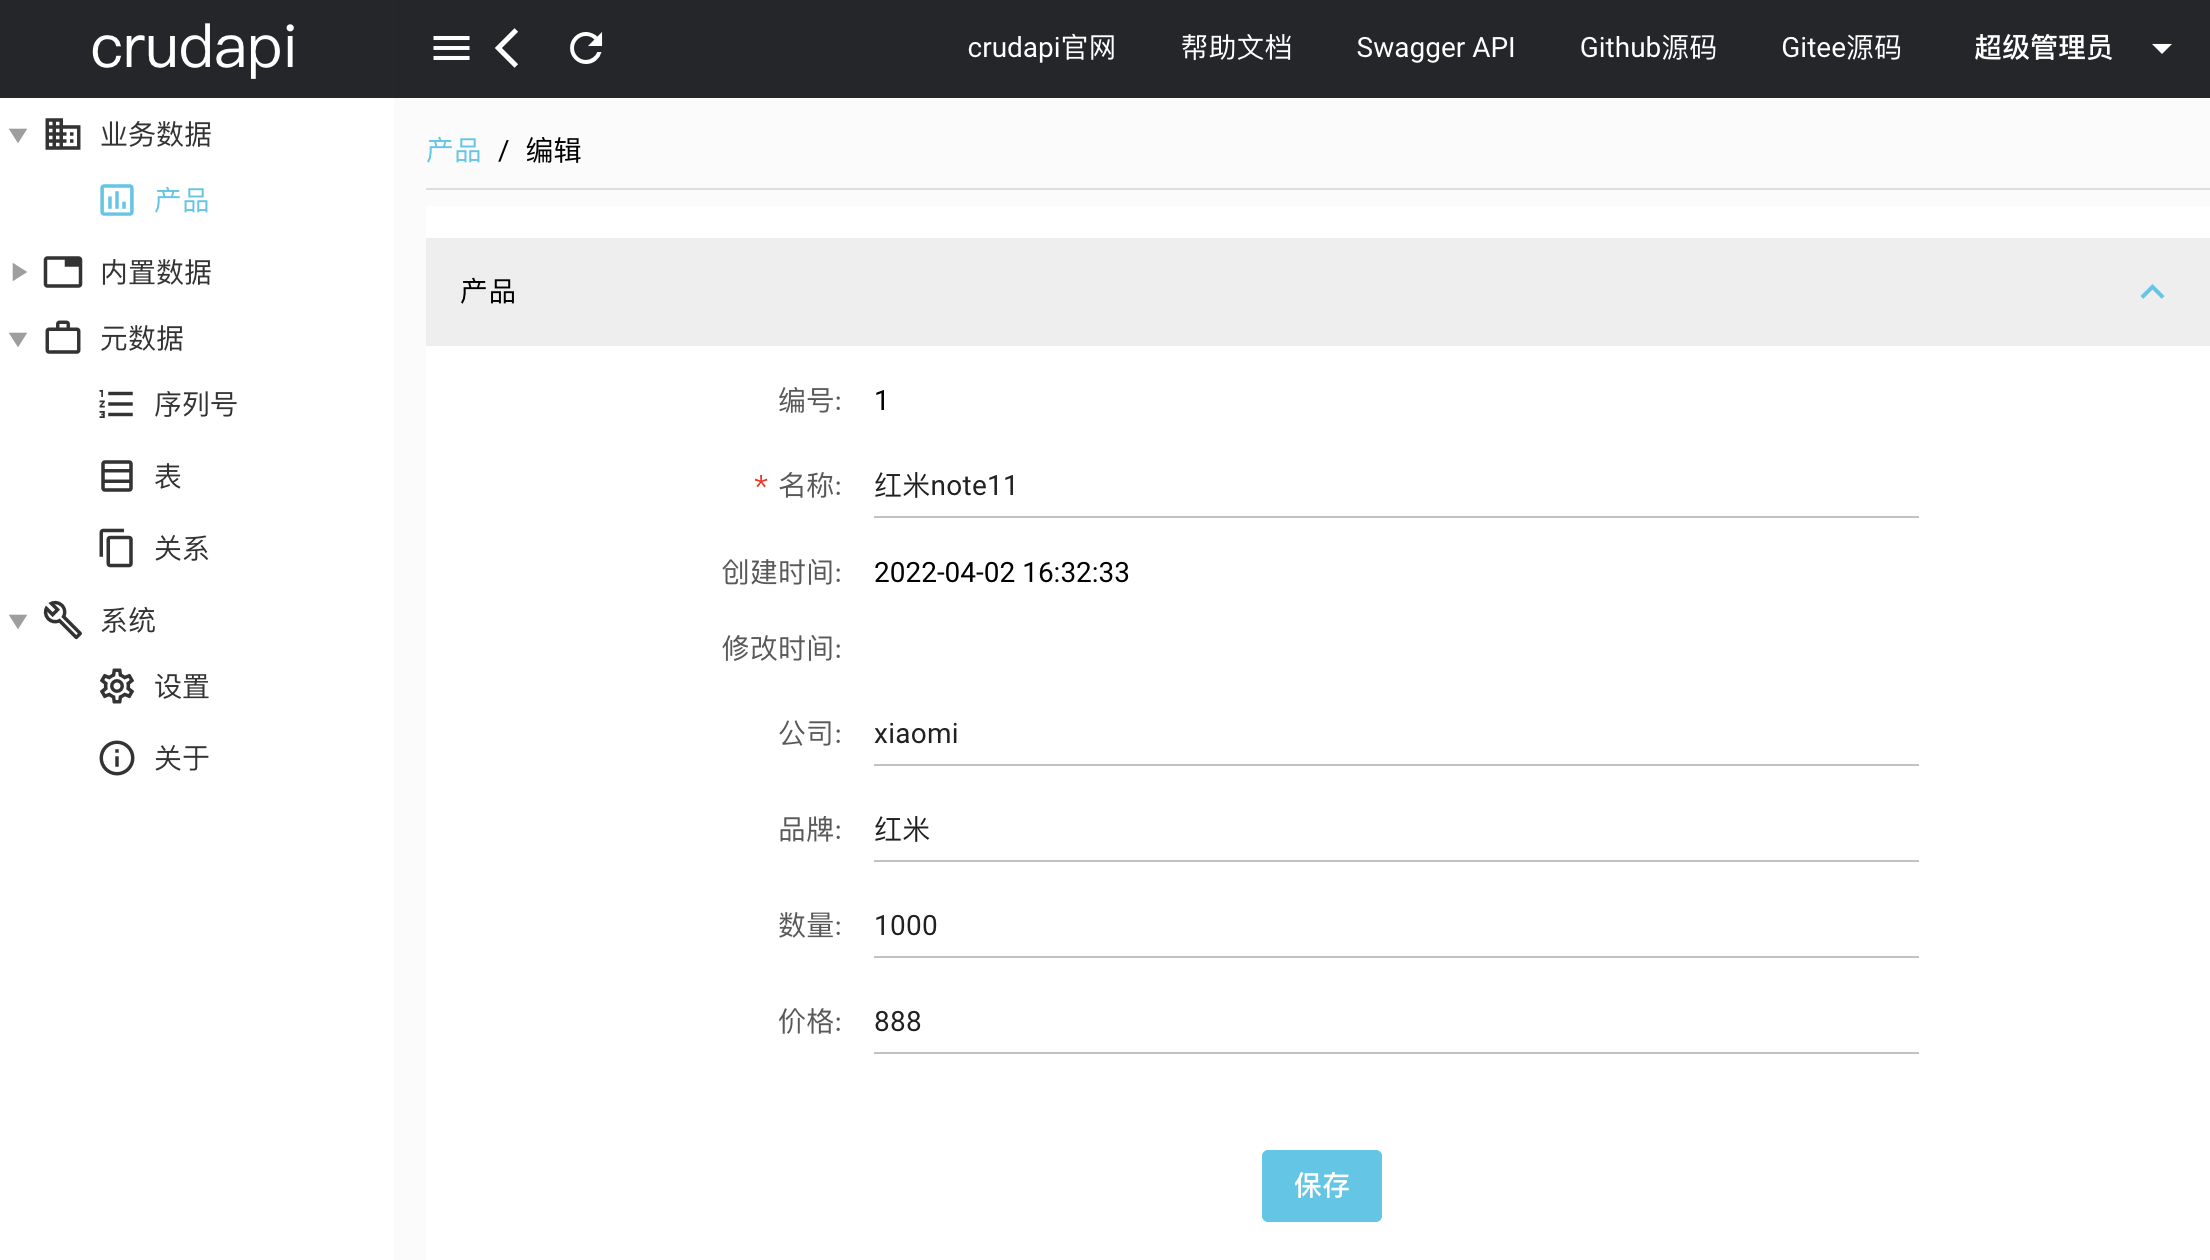 crudapi
crudapi官网 帮助文档 Swagger API Github源码 Gitee源码 超级管理员
业务数据
产品
内置数据
元数据
序列号
表
关系
系统
设置
关于
产品 / 编辑
产品
编号: 1
* 名称: 红米note11
创建时间: 2022-04-02 16:32:33
修改时间:
公司: xiaomi
品牌: 红米
数量: 1000
价格: 888
保存